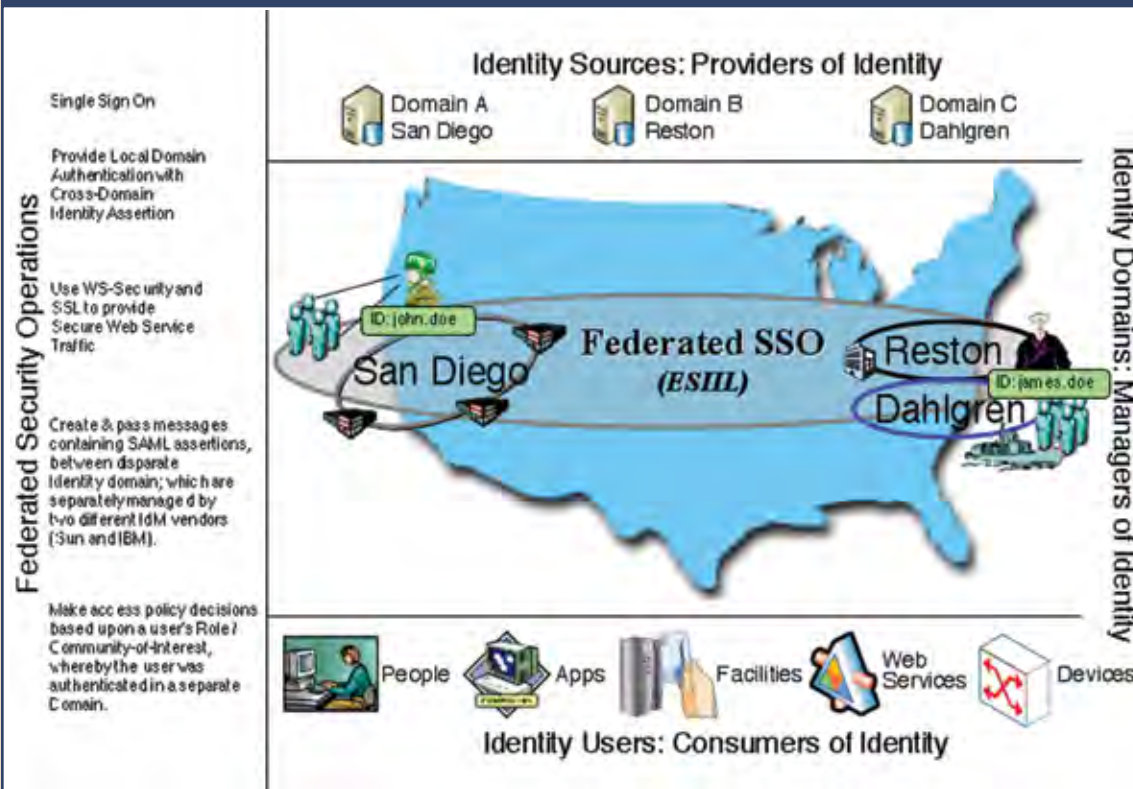 Identity Sources: Providers of Identity
Domain A
San Diego
Domain B
Reston
Domain C
Dahlgren
Federated Security Operations
Single Sign On
Provide Local Domain
Authentication with
Cross-Domain
Identity Assertion
Use WS-Security and
SSL to provide
Secure Web Service
Traffic
Create & pass messages
containing SAML assertions,
between disparate
Identity domain; which are
separately managed by
two different IdM vendors
(Sun and IBM).
Make access policy decisions
based upon a user's Role /
Community-of-Interest,
whereby the user was
authenticated in a separate
Domain.
ID: john.doe
San Diego
Federated SSO
(ESIIL)
Reston
ID: james.doe
Dahlgren
Identity Domains: Managers of Identity
People
Apps
Facilities
Web
Services
Devices
Identity Users: Consumers of Identity